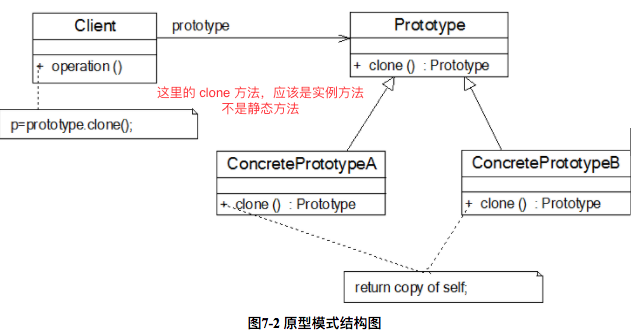 Client
prototype
Prototype
+ operation ()
+ clone () : Prototype
这里的 clone 方法，应该是实例方法
不是静态方法
p=prototype.clone();
ConcretePrototypeA
ConcretePrototypeB
+ clone () : Prototype
+ clone () : Prototype
return copy of self;
图7-2 原型模式结构图